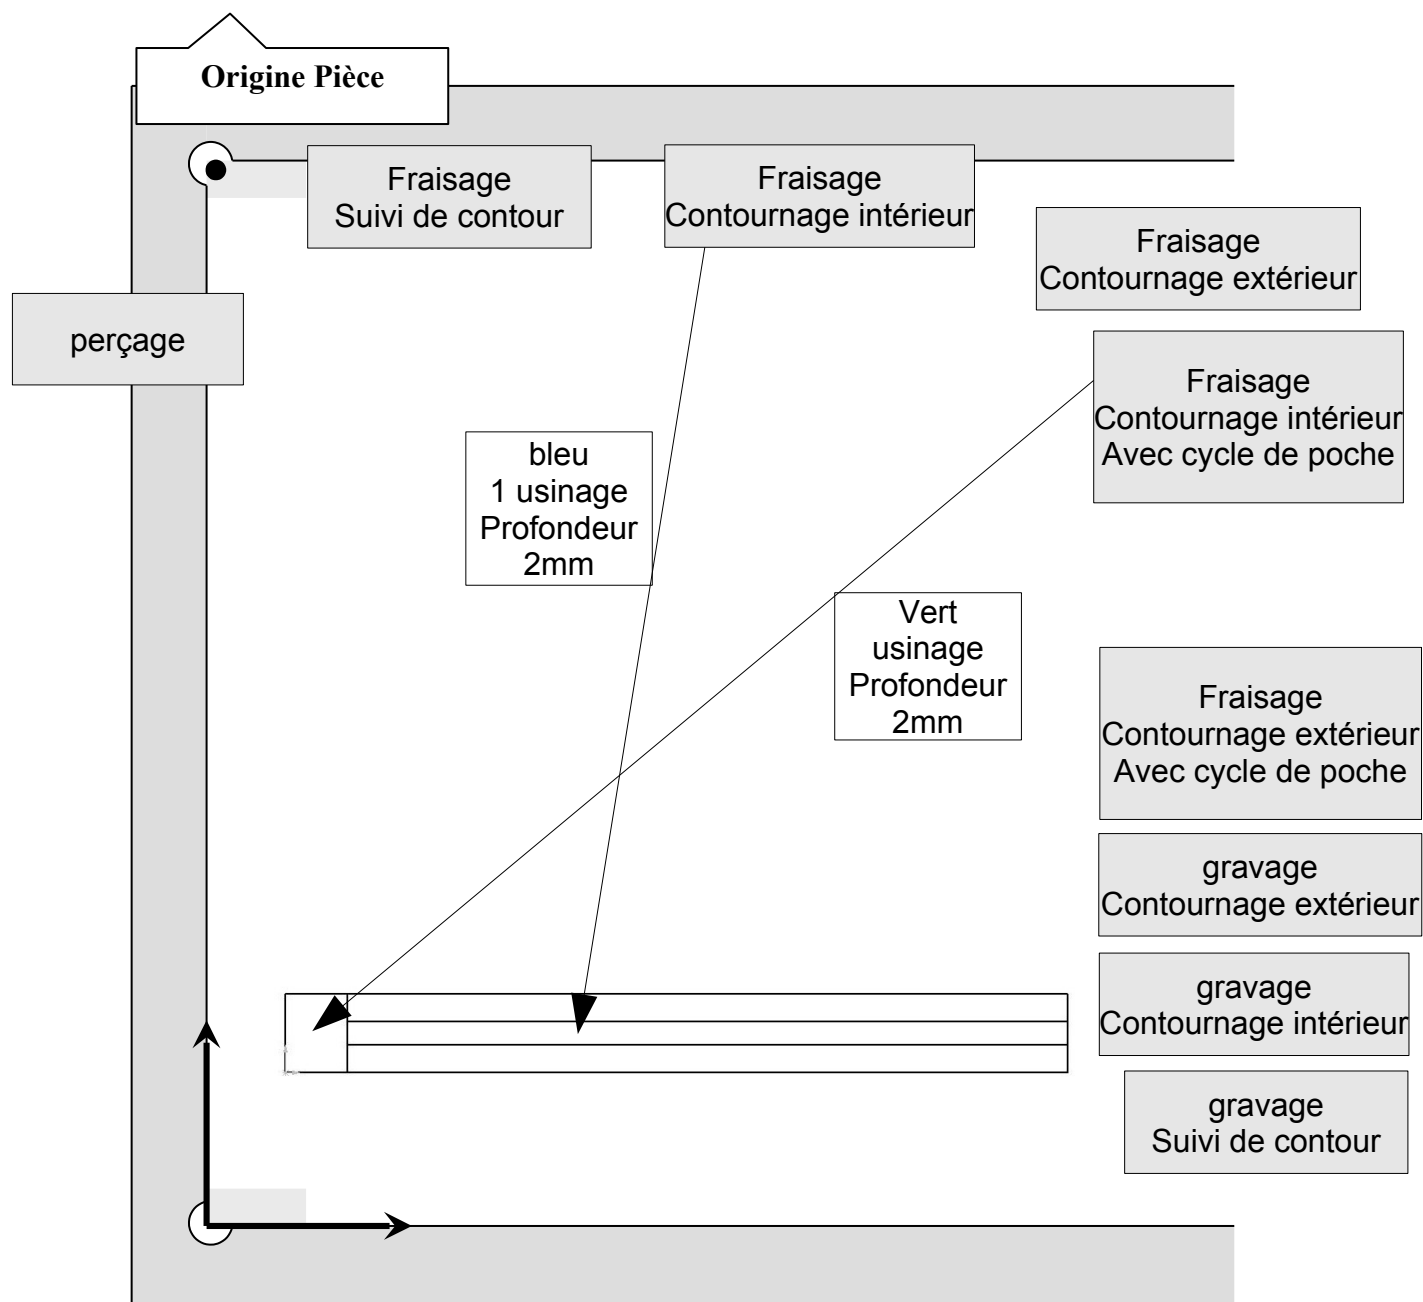 Origine Pièce
Fraisage
Suivi de contour
Fraisage
Contournage intérieur
Fraisage
Contournage extérieur
perçage
Fraisage
Contournage intérieur
Avec cycle de poche
bleu
1 usinage
Profondeur
2mm
Vert
usinage
Profondeur
2mm
Fraisage
Contournage extérieur
Avec cycle de poche
gravage
Contournage extérieur
gravage
Contournage intérieur
gravage
Suivi de contour